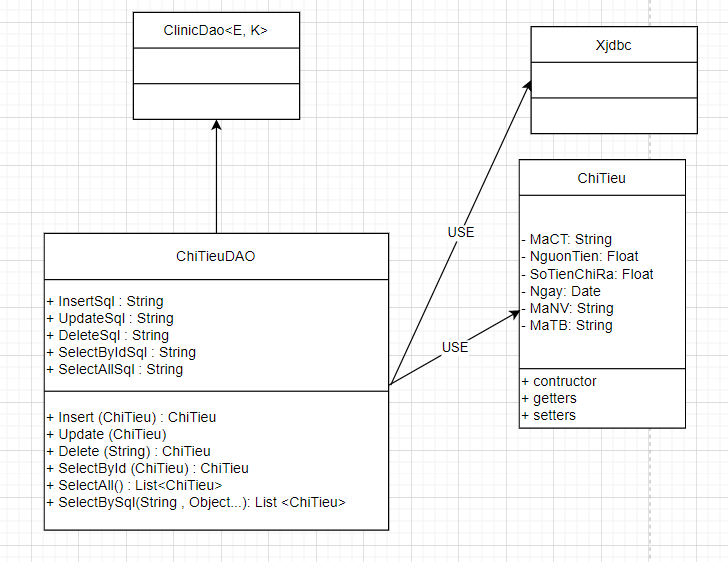 ClinicDao<E, K>
Xjdbc
ChiTieu
- MaCT: String
- NguonTien: Float
- SoTienChiRa: Float
- Ngay: Date
- MaNV: String
- MaTB: String
+ contructor
+ getters
+ setters
USE
USE
ChiTieuDAO
+ InsertSql : String
+ UpdateSql : String
+ DeleteSql : String
+ SelectByIdSql : String
+ SelectAllSql : String
+ Insert (ChiTieu) : ChiTieu
+ Update (ChiTieu)
+ Delete (String) : ChiTieu
+ SelectById (ChiTieu) : ChiTieu
+ SelectAll() : List<ChiTieu>
+ SelectBySql(String , Object...): List <ChiTieu>